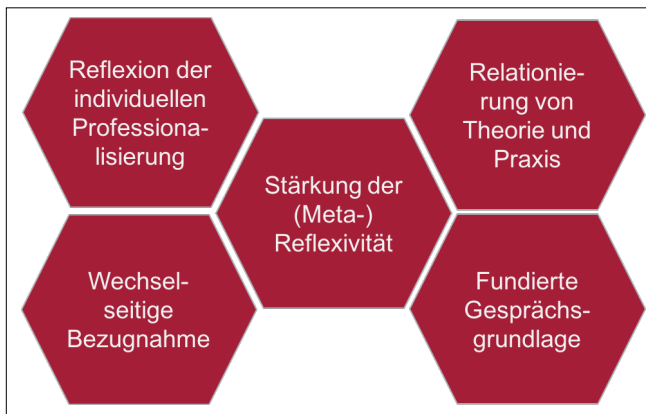 Reflexion der
individuellen
Professiona-
lisierung
Relationie-
rung von
Theorie und
Praxis
Stärkung der
(Meta-)
Reflexivität
Wechsel-
seitige
Bezugnahme
Fundierte
Gesprächs-
grundlage